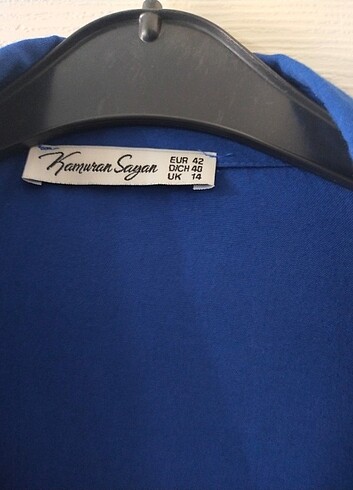 Kamuran Sayan
EUR 42
D/CH 40
UK 14